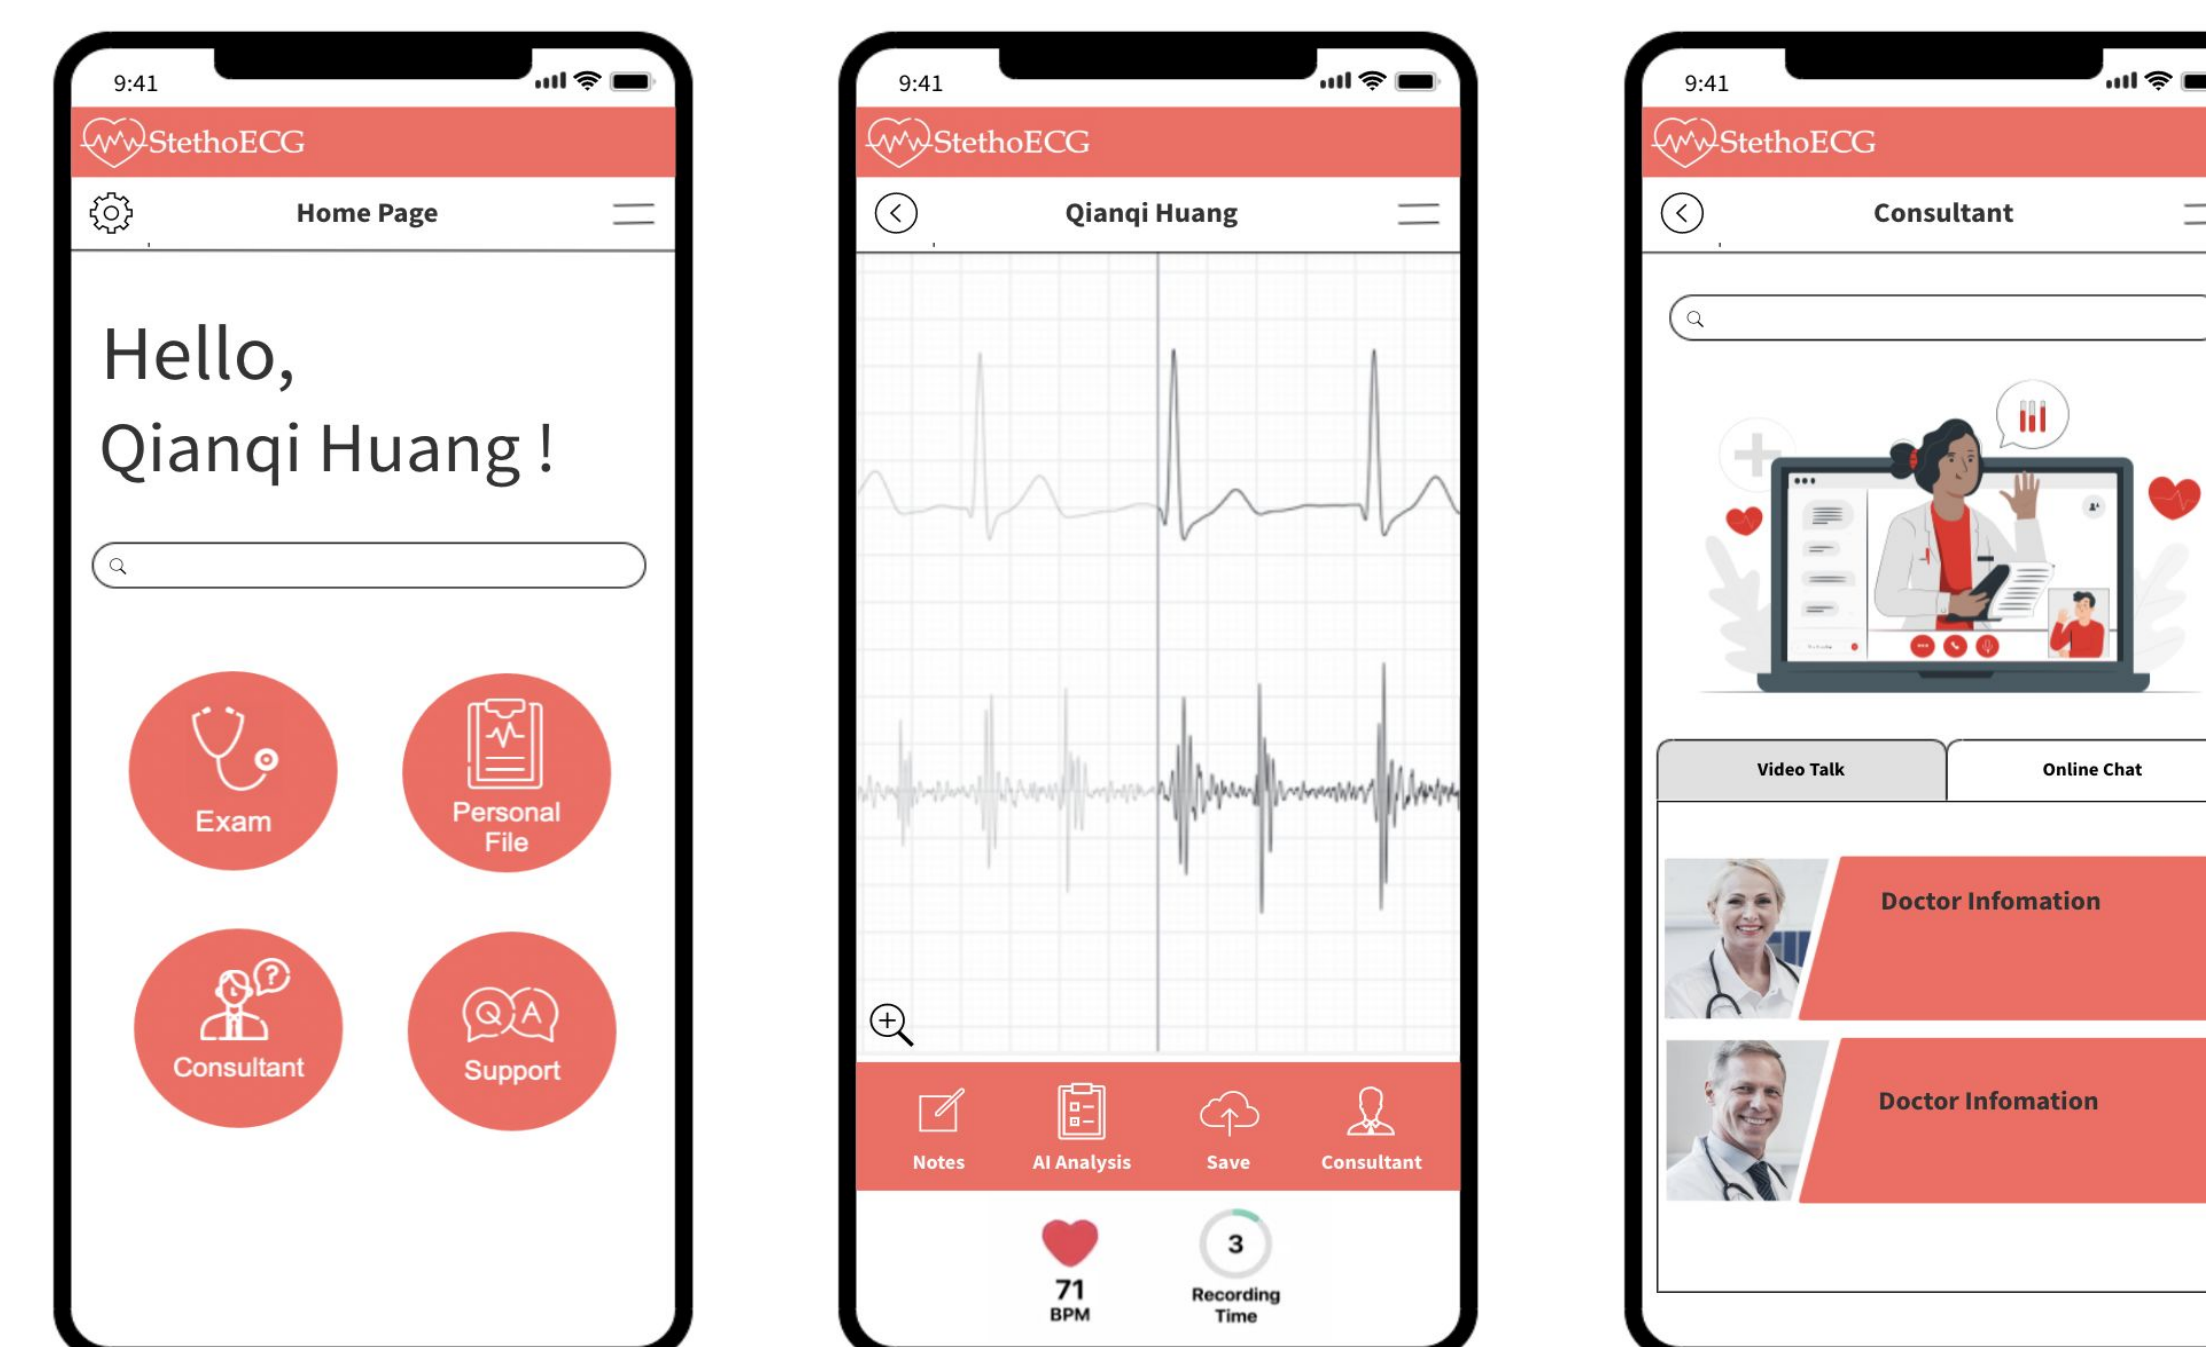 9:41
StethoECG
Home Page
Hello,
Qianqi Huang !
Exam
Personal
File
Consultant
Q A
Support
9:41
StethoECG
Qianqi Huang
Notes
AI Analysis
Save
Consultant
71
BPM
3
Recording
Time
9:41
StethoECG
Consultant
Video Talk
Online Chat
Doctor Infomation
Doctor Infomation